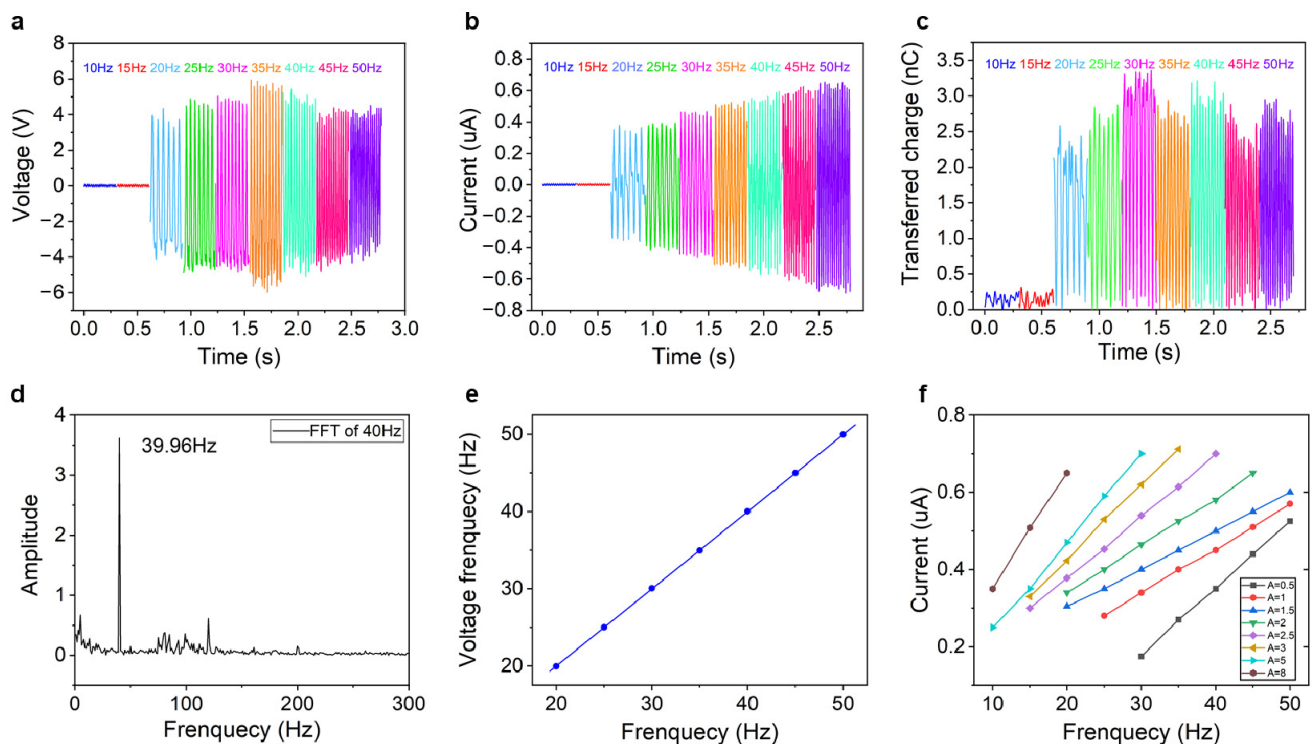 a
8
6
4
2
0
−2
−4
−6
Voltage (V)
10Hz 15Hz 20Hz 25Hz 30Hz 35Hz 40Hz 45Hz 50Hz
0.0 0.5 1.0 1.5 2.0 2.5 3.0
Time (s)
b
0.8
0.6
0.4
0.2
0.0
−0.2
−0.4
−0.6
−0.8
Current (uA)
10Hz 15Hz 20Hz 25Hz 30Hz 35Hz 40Hz 45Hz 50Hz
0.0 0.5 1.0 1.5 2.0 2.5
Time (s)
c
3.5
3.0
2.5
2.0
1.5
1.0
0.5
0.0
Transferred charge (nC)
10Hz 15Hz 20Hz 25Hz 30Hz 35Hz 40Hz 45Hz 50Hz
0.0 0.5 1.0 1.5 2.0 2.5
Time (s)
d
4
3
2
1
0
Amplitude
39.96Hz
FFT of 40Hz
0 100 200 300
Frenquecy (Hz)
e
50
40
30
20
Voltage frenquecy (Hz)
20 30 40 50
Frenquecy (Hz)
f
0.8
0.6
0.4
0.2
Current (uA)
A=0.5
A=1
A=1.5
A=2
A=2.5
A=3
A=5
A=8
10 20 30 40 50
Frenquecy (Hz)